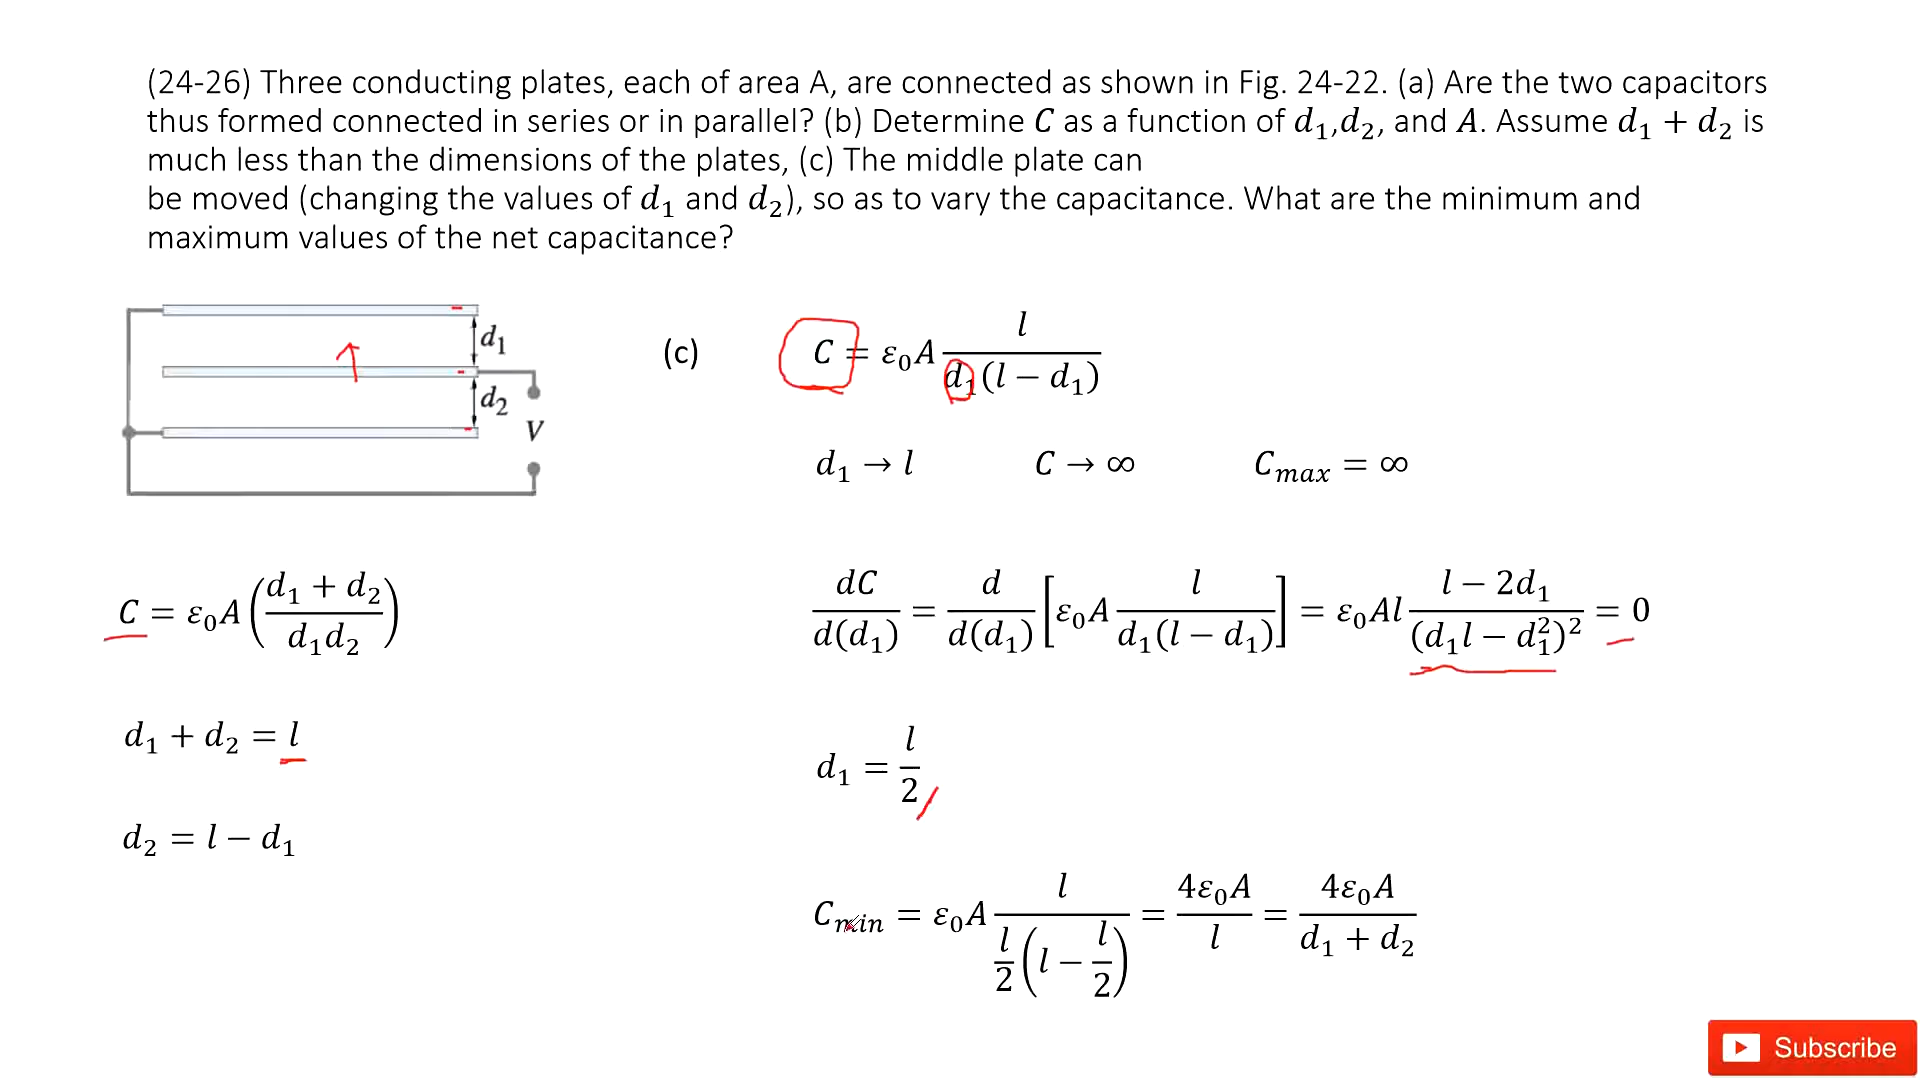 (24-26) Three conducting plates, each of area A, are connected as shown in Fig. 24-22. (a) Are the two capacitors
thus formed connected in series or in parallel? (b) Determine C as a function of d₁,d₂, and A. Assume d₁ + d₂ is
much less than the dimensions of the plates, (c) The middle plate can
be moved (changing the values of d₁ and d₂), so as to vary the capacitance. What are the minimum and
maximum values of the net capacitance?
d₁
d₂
V
C = ε₀A((d₁ + d₂)/(d₁d₂))
d₁ + d₂ = l
d₂ = l − d₁
(c) C = ε₀A l/(d₁(l − d₁))
d₁ → l C → ∞ Cₘₐₓ = ∞
dC/d(d₁) = d/d(d₁) [ε₀A l/(d₁(l − d₁))] = ε₀Al (l − 2d₁)/(d₁l − d₁²)² = 0
d₁ = l/2
Cₘᵢₙ = ε₀A l/((l/2)(l − l/2)) = 4ε₀A/l = 4ε₀A/(d₁ + d₂)
Subscribe